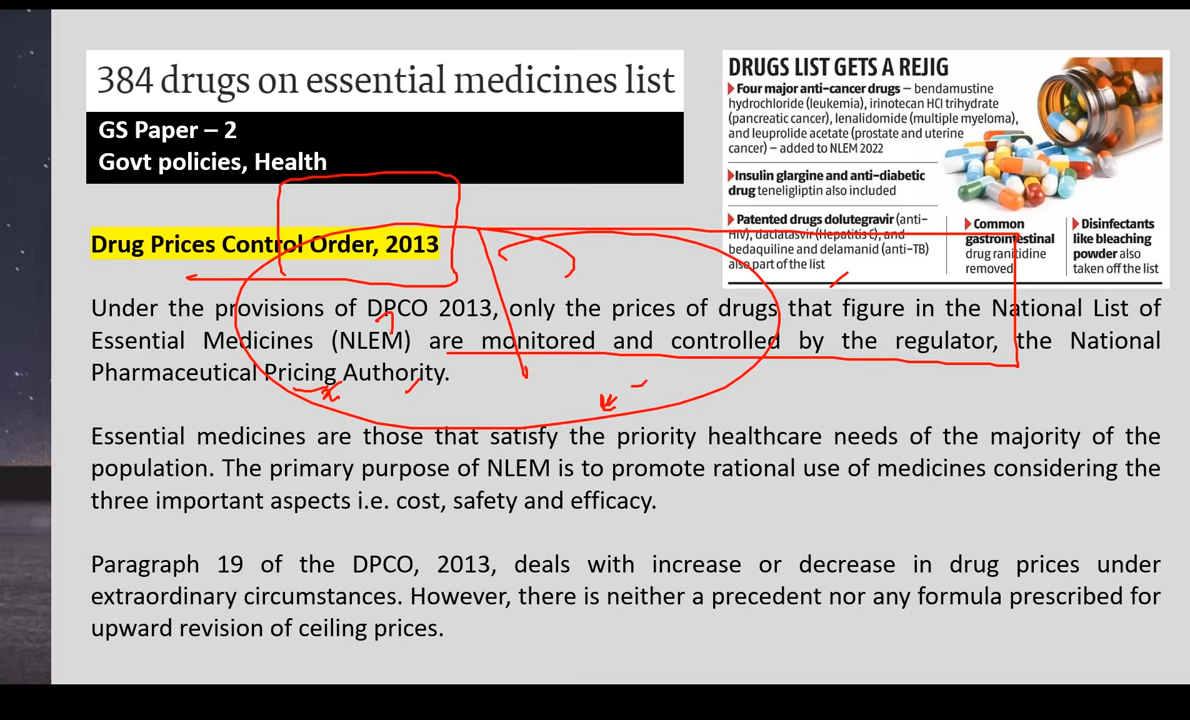 384 drugs on essential medicines list
GS Paper – 2
Govt policies, Health
DRUGS LIST GETS A REJIG
Four major anti-cancer drugs – bendamustine
hydrochloride (leukemia), irinotecan HCI trihydrate
(pancreatic cancer), lenalidomide (multiple myeloma),
and leuprolide acetate (prostate and uterine
cancer) – added to NLEM 2022
Insulin glargine and anti-diabetic
drug teneligliptin also included
Patented drugs dolutegravir (anti-
HIV), daclatasvir (Hepatitis C), and
bedaquiline and delamanid (anti-TB)
also part of the list
Common
gastrointestinal
drug ranitidine
removed
Disinfectants
like bleaching
powder also
taken off the list
Drug Prices Control Order, 2013
Under the provisions of DPCO 2013, only the prices of drugs that figure in the National List of
Essential Medicines (NLEM) are monitored and controlled by the regulator, the National
Pharmaceutical Pricing Authority.
Essential medicines are those that satisfy the priority healthcare needs of the majority of the
population. The primary purpose of NLEM is to promote rational use of medicines considering the
three important aspects i.e. cost, safety and efficacy.
Paragraph 19 of the DPCO, 2013, deals with increase or decrease in drug prices under
extraordinary circumstances. However, there is neither a precedent nor any formula prescribed for
upward revision of ceiling prices.